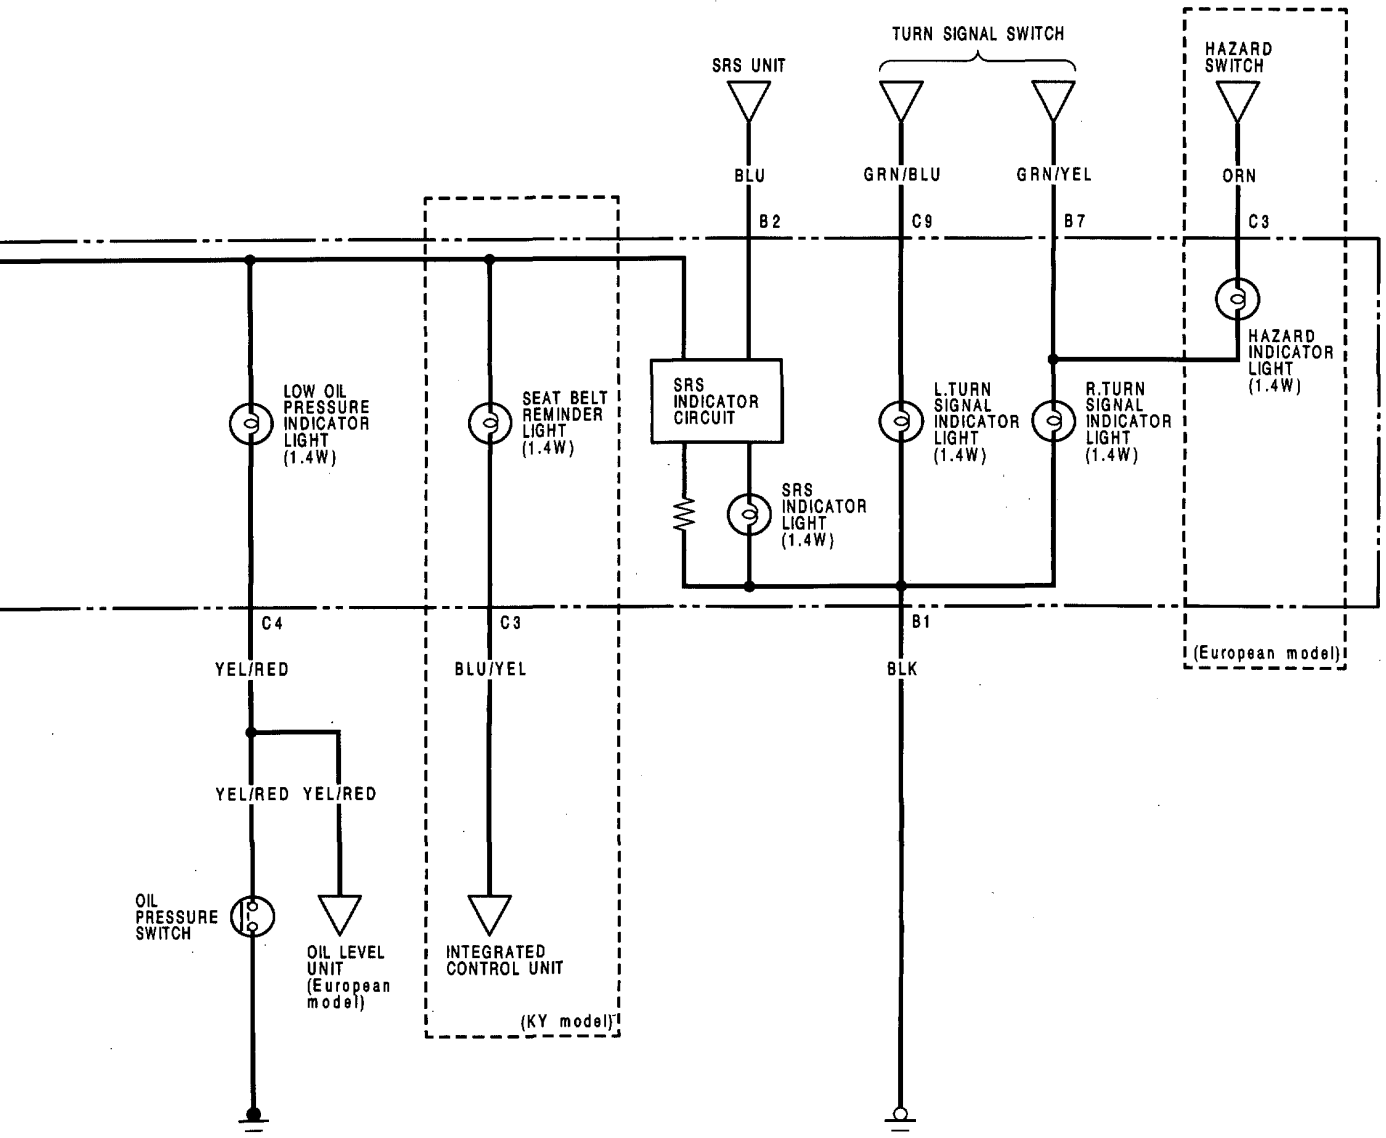 TURN SIGNAL SWITCH
HAZARD
SWITCH
SRS UNIT
BLU
GRN/BLU
GRN/YEL
ORN
B2
C9
B7
C3
HAZARD
INDICATOR
LIGHT
(1.4W)
LOW OIL
PRESSURE
INDICATOR
LIGHT
(1.4W)
SEAT BELT
REMINDER
LIGHT
(1.4W)
SRS
INDICATOR
CIRCUIT
L.TURN
SIGNAL
INDICATOR
LIGHT
(1.4W)
R.TURN
SIGNAL
INDICATOR
LIGHT
(1.4W)
SRS
INDICATOR
LIGHT
(1.4W)
C4
C3
B1
(European model)
YEL/RED
BLU/YEL
BLK
YEL/RED
YEL/RED
OIL
PRESSURE
SWITCH
OIL LEVEL
UNIT
(European
model)
INTEGRATED
CONTROL UNIT
(KY model)